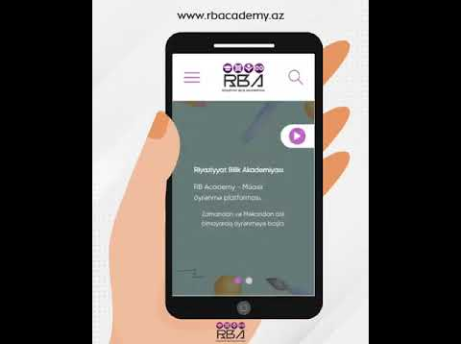 www.rbacademy.az
RBA
Riyaziyyat Bilik Akademiyası
RB Academy - Müasir
öyrənmə platforması.
Zamandan və Məkandan asılı
olmayaraq öyrənməyə başla
RBA